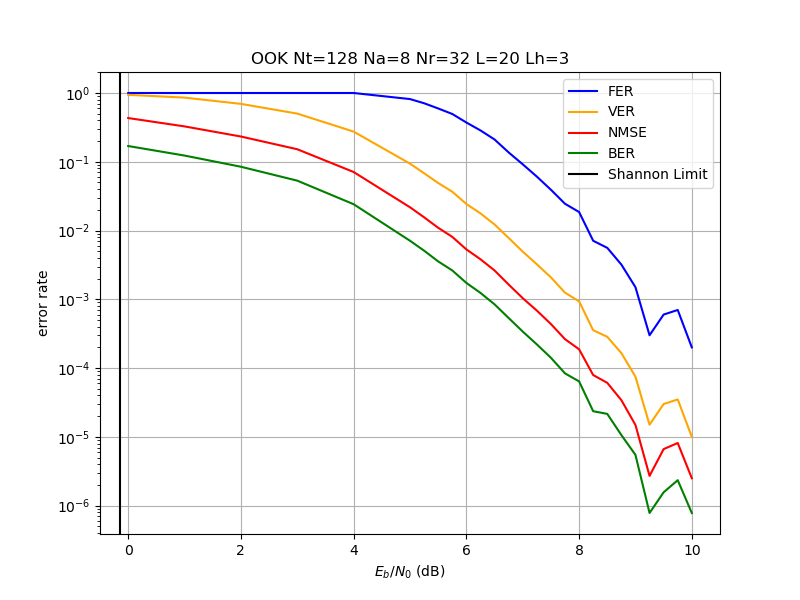 OOK Nt=128 Na=8 Nr=32 L=20 Lh=3
FER
VER
NMSE
BER
Shannon Limit
error rate
10⁰
10⁻¹
10⁻²
10⁻³
10⁻⁴
10⁻⁵
10⁻⁶
0 2 4 6 8 10
E_b/N_0 (dB)